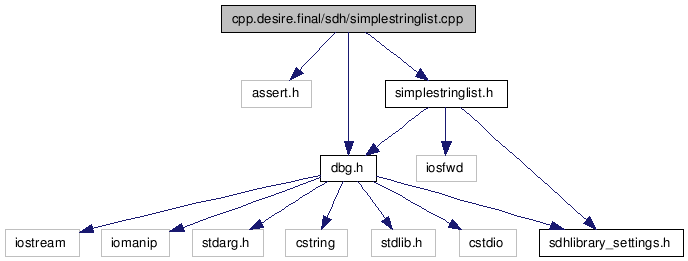 cpp.desire.final/sdh/simplestringlist.cpp
assert.h
simplestringlist.h
dbg.h
iosfwd
iostream
iomanip
stdarg.h
cstring
stdlib.h
cstdio
sdhlibrary_settings.h